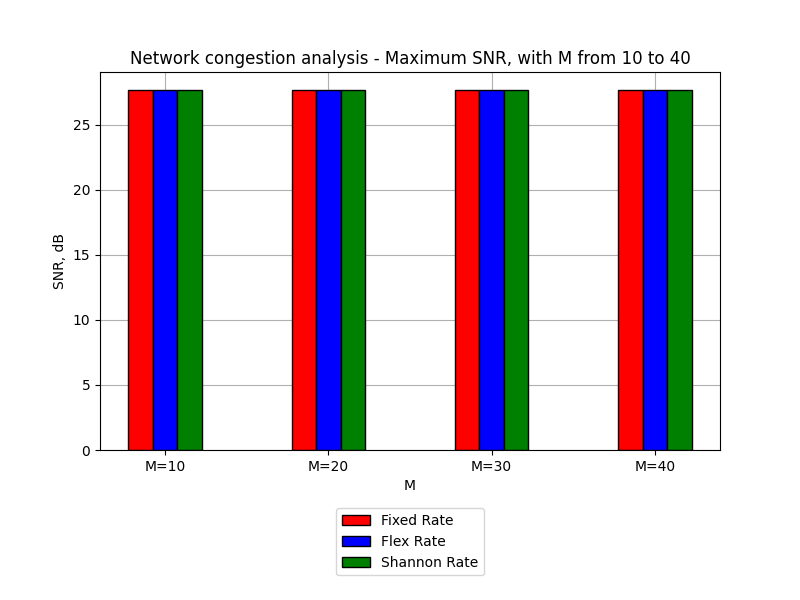 Network congestion analysis - Maximum SNR, with M from 10 to 40
SNR, dB
25
20
15
10
5
0
M=10 M=20 M=30 M=40
M
Fixed Rate
Flex Rate
Shannon Rate